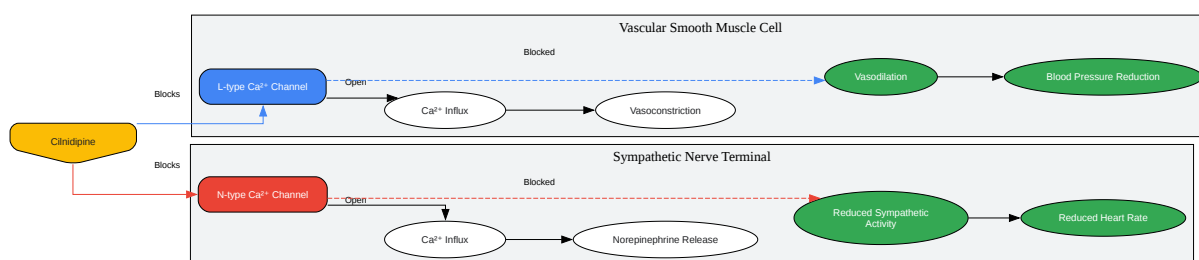 Vascular Smooth Muscle Cell
Blocked
Vasodilation
Blood Pressure Reduction
L-type Ca²⁺ Channel
Open
Blocks
Ca²⁺ Influx
Vasoconstriction
Cilnidipine
Sympathetic Nerve Terminal
Blocks
Blocked
N-type Ca²⁺ Channel
Open
Reduced Sympathetic
Activity
Reduced Heart Rate
Ca²⁺ Influx
Norepinephrine Release